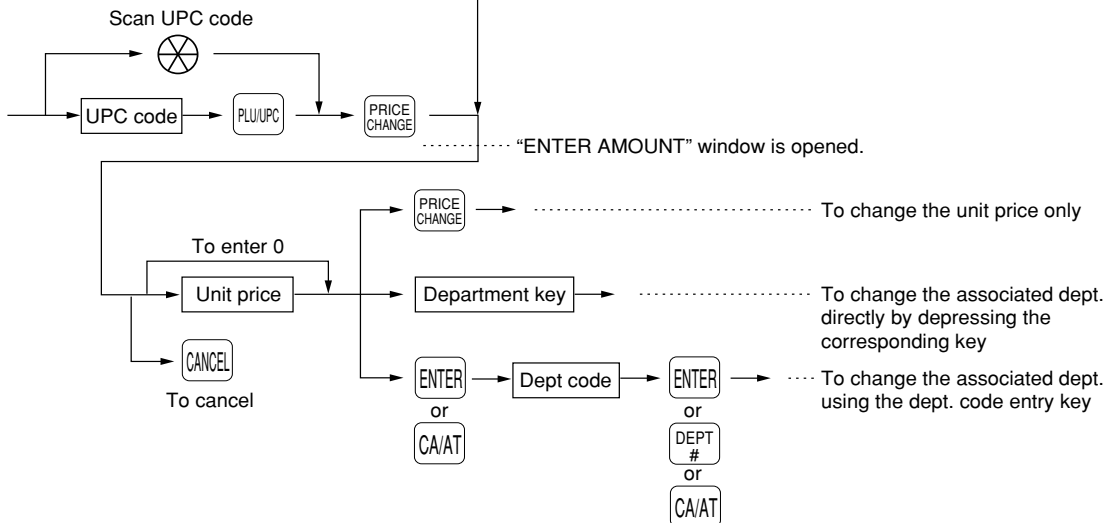 Scan UPC code
UPC code
PLU/UPC
PRICE
CHANGE
“ENTER AMOUNT” window is opened.
PRICE
CHANGE
To change the unit price only
To enter 0
Unit price
Department key
To change the associated dept.
directly by depressing the
corresponding key
CANCEL
To cancel
ENTER
or
CA/AT
Dept code
ENTER
or
DEPT
#
or
CA/AT
To change the associated dept.
using the dept. code entry key